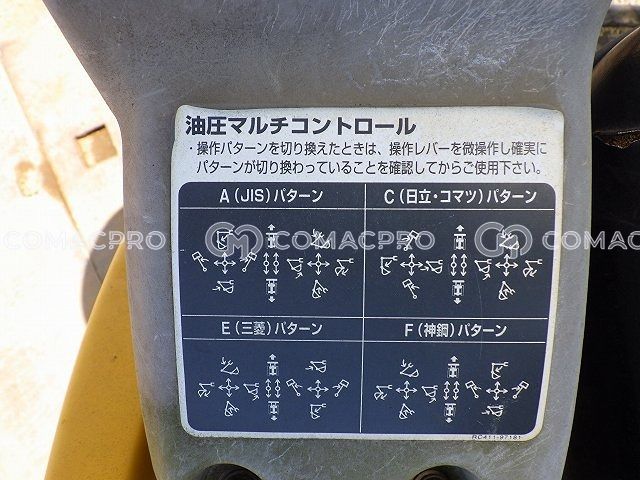 油圧マルチコントロール
・操作パターンを切り換えたときは、操作レバーを微操作し確実に
パターンが切り換わっていることを確認してからご使用下さい。
A(JIS)パターン
C(日立・コマツ)パターン
COMACPRO
COMACPRO
COMACPRO
E(三菱)パターン
F(神鋼)パターン
RC411-97181